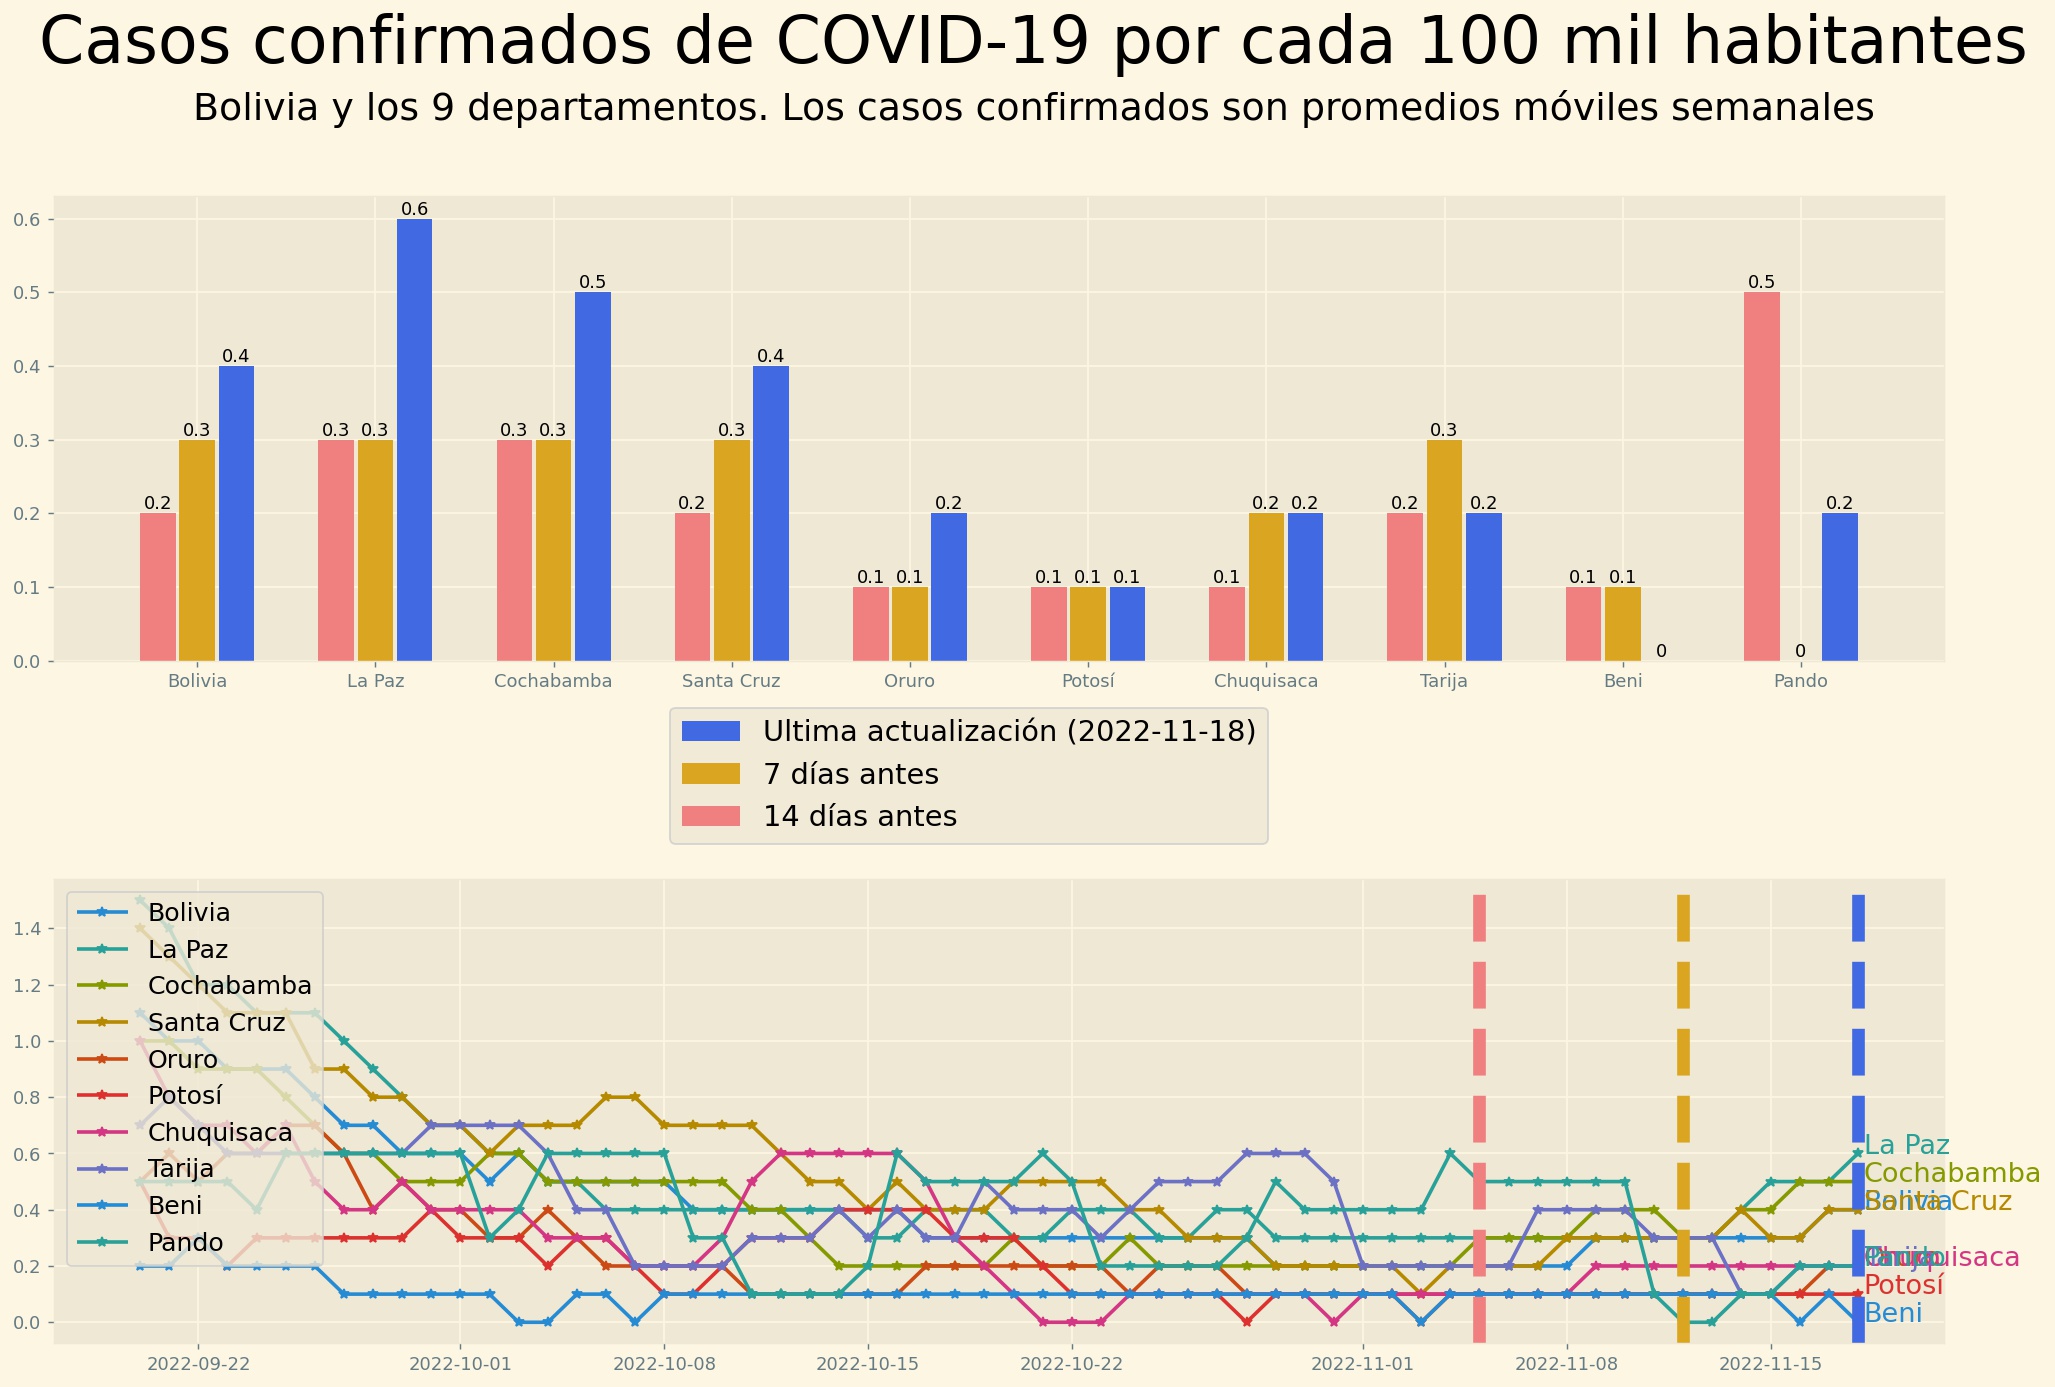 Casos confirmados de COVID-19 por cada 100 mil habitantes
Bolivia y los 9 departamentos. Los casos confirmados son promedios móviles semanales
0.6
0.5
0.4
0.3
0.2
0.1
0.0
0.2 0.3 0.4
0.3 0.3 0.6
0.3 0.3 0.5
0.2 0.3 0.4
0.1 0.1 0.2
0.1 0.1 0.1
0.1 0.2 0.2
0.2 0.3 0.2
0.1 0.1 0
0.5 0 0.2
Bolivia La Paz Cochabamba Santa Cruz Oruro Potosí Chuquisaca Tarija Beni Pando
Ultima actualización (2022-11-18)
7 días antes
14 días antes
1.4
1.2
1.0
0.8
0.6
0.4
0.2
0.0
Bolivia
La Paz
Cochabamba
Santa Cruz
Oruro
Potosí
Chuquisaca
Tarija
Beni
Pando
La Paz
Cochabamba
Santa Cruz
Chuquisaca
Potosí
Beni
2022-09-22 2022-10-01 2022-10-08 2022-10-15 2022-10-22 2022-11-01 2022-11-08 2022-11-15